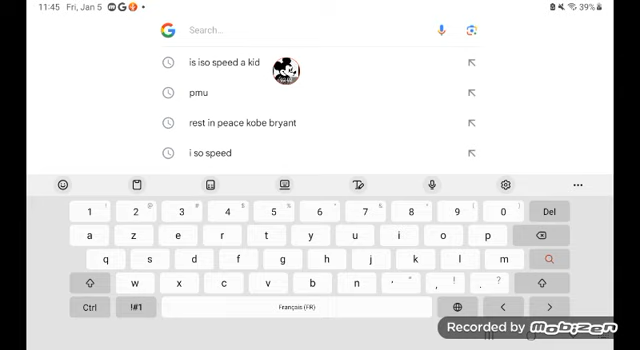 11:45 Fri, Jan 5 39%
Search...
is iso speed a kid
pmu
rest in peace kobe bryant
i so speed
1 2 3 4 5 6 7 8 9 0 Del
a z e r t y u i o p
q s d f g h j k l m
w x c v b n ' , ! . ?
Ctrl !#1 Français (FR)
Recorded by Mobizen